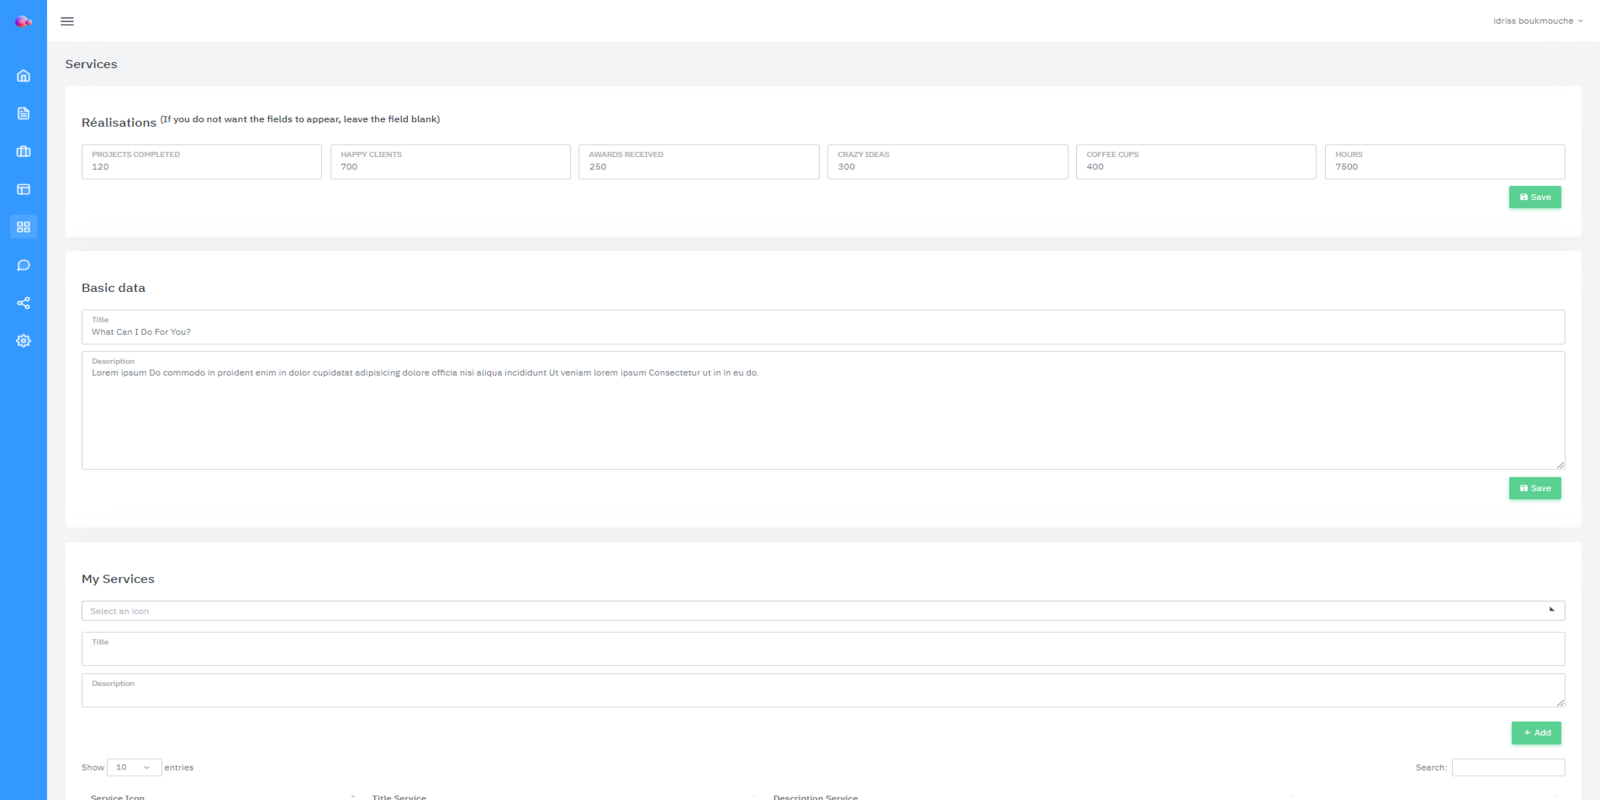 idriss boukmouche
Services
Réalisations (If you do not want the fields to appear, leave the field blank)
PROJECTS COMPLETED HAPPY CLIENTS AWARDS RECEIVED CRAZY IDEAS COFFEE CUPS HOURS
120 700 250 300 400 7500
Save
Basic data
Title
What Can I Do For You?
Description
Lorem ipsum Do commodo in proident enim in dolor cupidatat adipisicing dolore officia nisi aliqua incididunt Ut veniam lorem ipsum Consectetur ut in in eu do.
Save
My Services
Select an icon
Title
Description
+ Add
Show 10 entries Search:
Service Icon Title Service Description Service